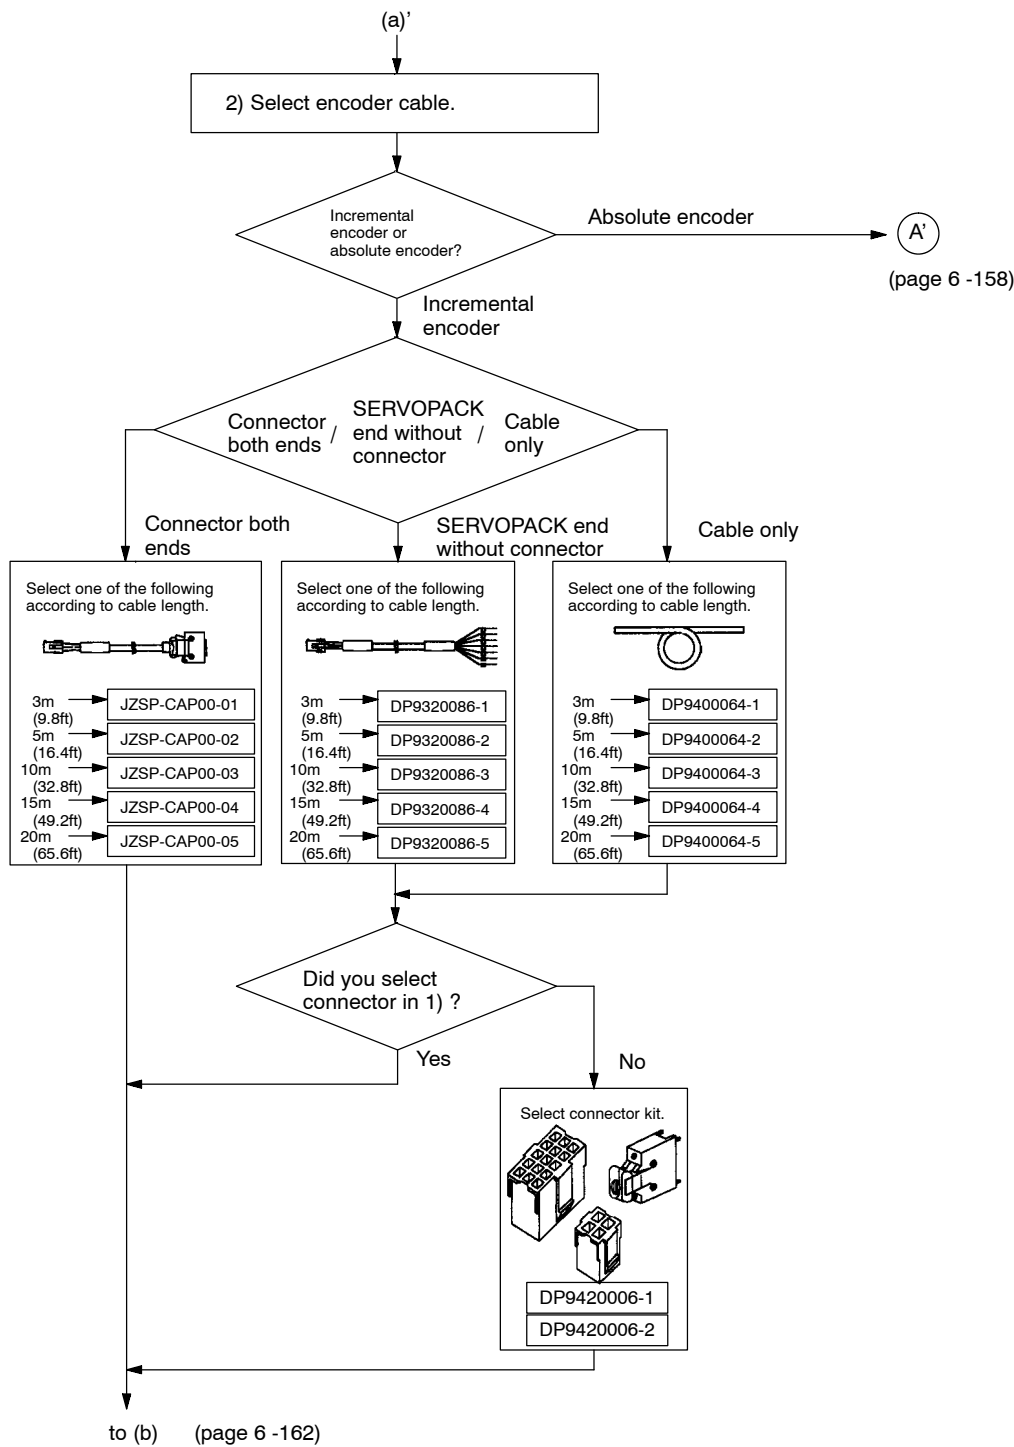 (a)’
2) Select encoder cable.
Incremental
encoder or
absolute encoder?
Absolute encoder
A’
(page 6 -158)
Incremental
encoder
Connector
both ends
/
SERVOPACK
end without
connector
/
Cable
only
Connector both
ends
SERVOPACK end
without connector
Cable only
Select one of the following
according to cable length.
3m
(9.8ft)
JZSP-CAP00-01
5m
(16.4ft)
JZSP-CAP00-02
10m
(32.8ft)
JZSP-CAP00-03
15m
(49.2ft)
JZSP-CAP00-04
20m
(65.6ft)
JZSP-CAP00-05
Select one of the following
according to cable length.
3m
(9.8ft)
DP9320086-1
5m
(16.4ft)
DP9320086-2
10m
(32.8ft)
DP9320086-3
15m
(49.2ft)
DP9320086-4
20m
(65.6ft)
DP9320086-5
Select one of the following
according to cable length.
3m
(9.8ft)
DP9400064-1
5m
(16.4ft)
DP9400064-2
10m
(32.8ft)
DP9400064-3
15m
(49.2ft)
DP9400064-4
20m
(65.6ft)
DP9400064-5
Did you select
connector in 1) ?
Yes
No
Select connector kit.
DP9420006-1
DP9420006-2
to (b) (page 6 -162)